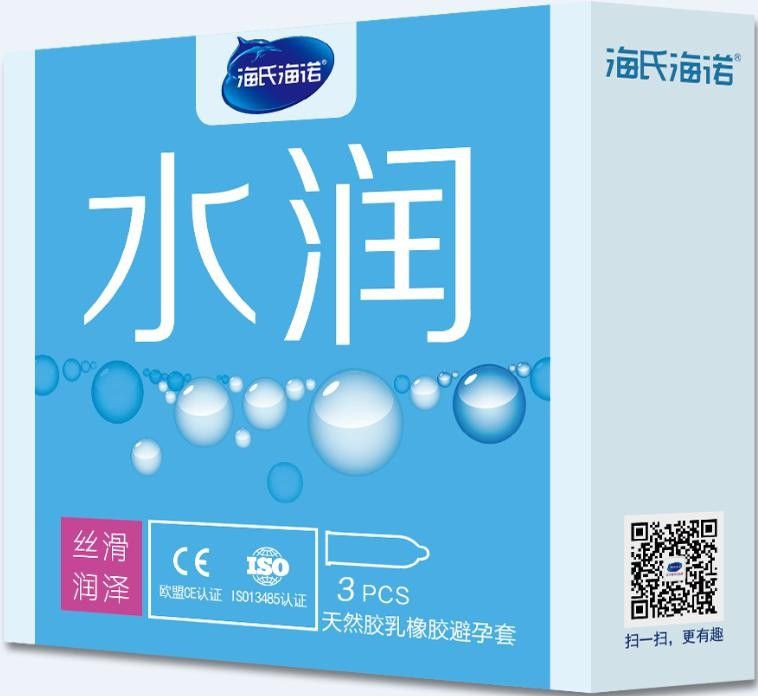 海氏海诺®
海氏海诺®
水润
丝滑
润泽
CE
欧盟CE认证
ISO
ISO13485认证
3 PCS
天然胶乳橡胶避孕套
扫一扫，更有趣